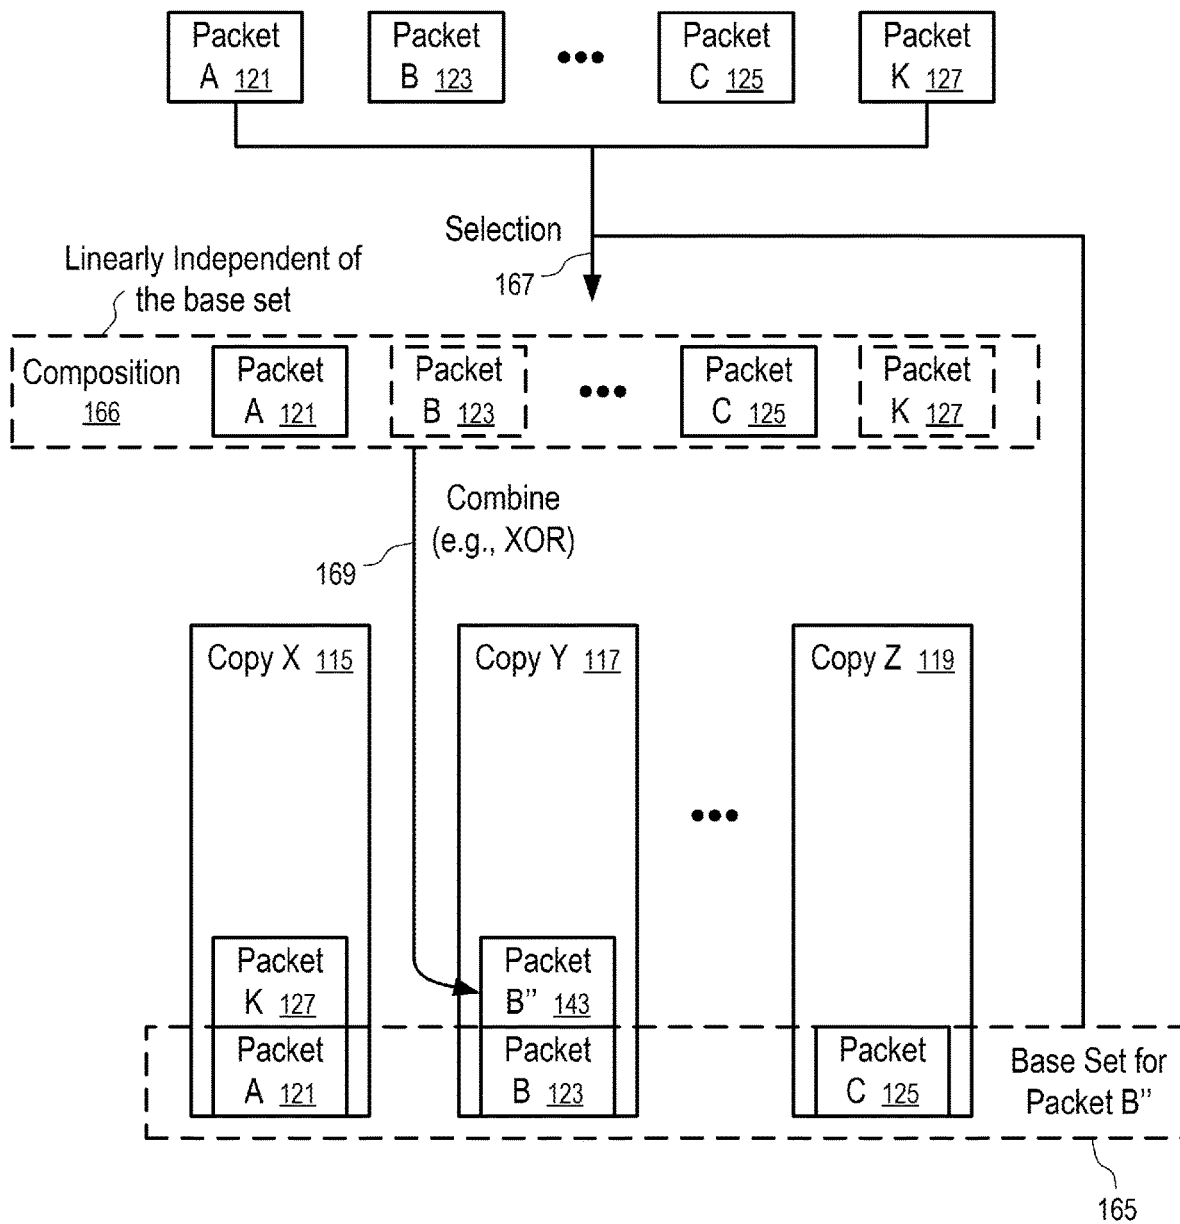 Packet
A 121
Packet
B 123
Packet
C 125
Packet
K 127
Selection
167
Linearly Independent of
the base set
Composition
166
Packet
A 121
Packet
B 123
Packet
C 125
Packet
K 127
Combine
(e.g., XOR)
169
Copy X 115
Copy Y 117
Copy Z 119
Packet
K 127
Packet
B" 143
Packet
A 121
Packet
B 123
Packet
C 125
Base Set for
Packet B"
165